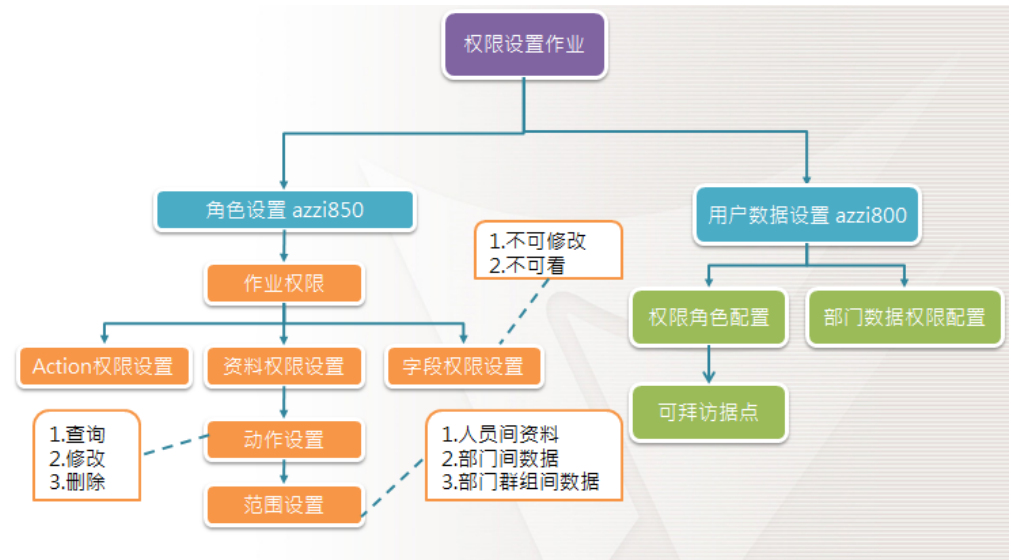 权限设置作业
角色设置 azzi850
用户数据设置 azzi800
1.不可修改
2.不可看
作业权限
权限角色配置
部门数据权限配置
Action权限设置
资料权限设置
字段权限设置
可拜访据点
1.查询
2.修改
3.删除
动作设置
1.人员间资料
2.部门间数据
3.部门群组间数据
范围设置